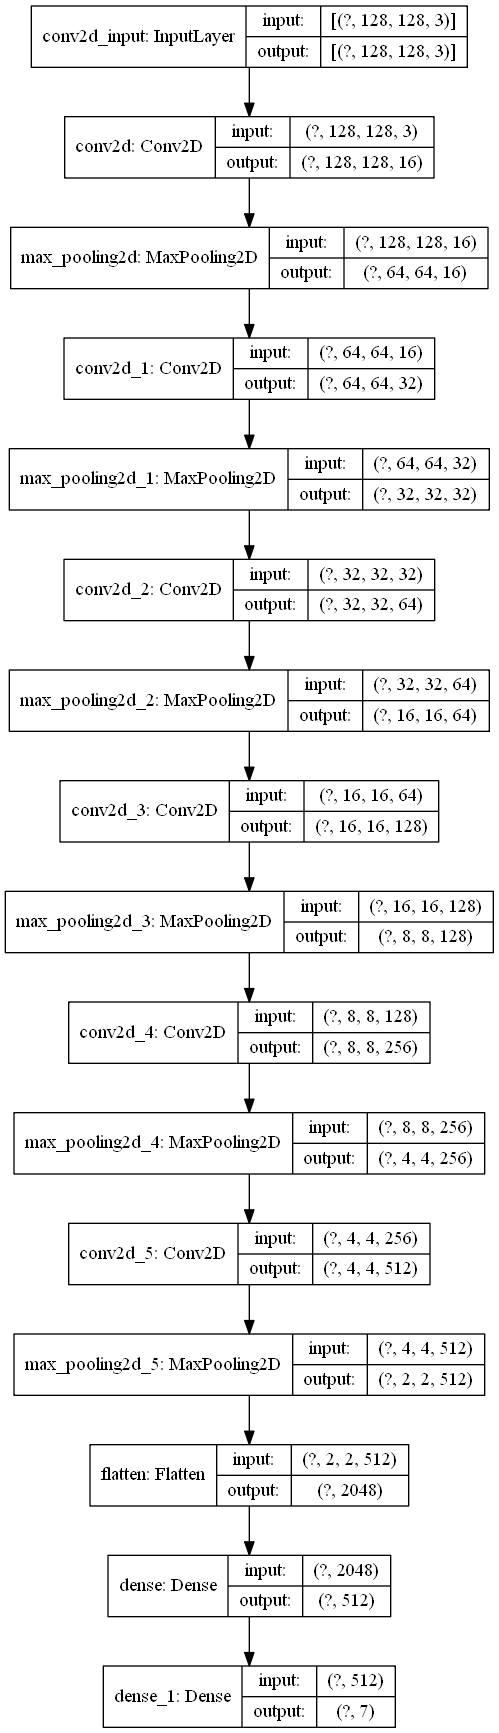 conv2d_input: InputLayer
input:
[(?, 128, 128, 3)]
output:
[(?, 128, 128, 3)]
conv2d: Conv2D
input:
(?, 128, 128, 3)
output:
(?, 128, 128, 16)
max_pooling2d: MaxPooling2D
input:
(?, 128, 128, 16)
output:
(?, 64, 64, 16)
conv2d_1: Conv2D
input:
(?, 64, 64, 16)
output:
(?, 64, 64, 32)
max_pooling2d_1: MaxPooling2D
input:
(?, 64, 64, 32)
output:
(?, 32, 32, 32)
conv2d_2: Conv2D
input:
(?, 32, 32, 32)
output:
(?, 32, 32, 64)
max_pooling2d_2: MaxPooling2D
input:
(?, 32, 32, 64)
output:
(?, 16, 16, 64)
conv2d_3: Conv2D
input:
(?, 16, 16, 64)
output:
(?, 16, 16, 128)
max_pooling2d_3: MaxPooling2D
input:
(?, 16, 16, 128)
output:
(?, 8, 8, 128)
conv2d_4: Conv2D
input:
(?, 8, 8, 128)
output:
(?, 8, 8, 256)
max_pooling2d_4: MaxPooling2D
input:
(?, 8, 8, 256)
output:
(?, 4, 4, 256)
conv2d_5: Conv2D
input:
(?, 4, 4, 256)
output:
(?, 4, 4, 512)
max_pooling2d_5: MaxPooling2D
input:
(?, 4, 4, 512)
output:
(?, 2, 2, 512)
flatten: Flatten
input:
(?, 2, 2, 512)
output:
(?, 2048)
dense: Dense
input:
(?, 2048)
output:
(?, 512)
dense_1: Dense
input:
(?, 512)
output:
(?, 7)